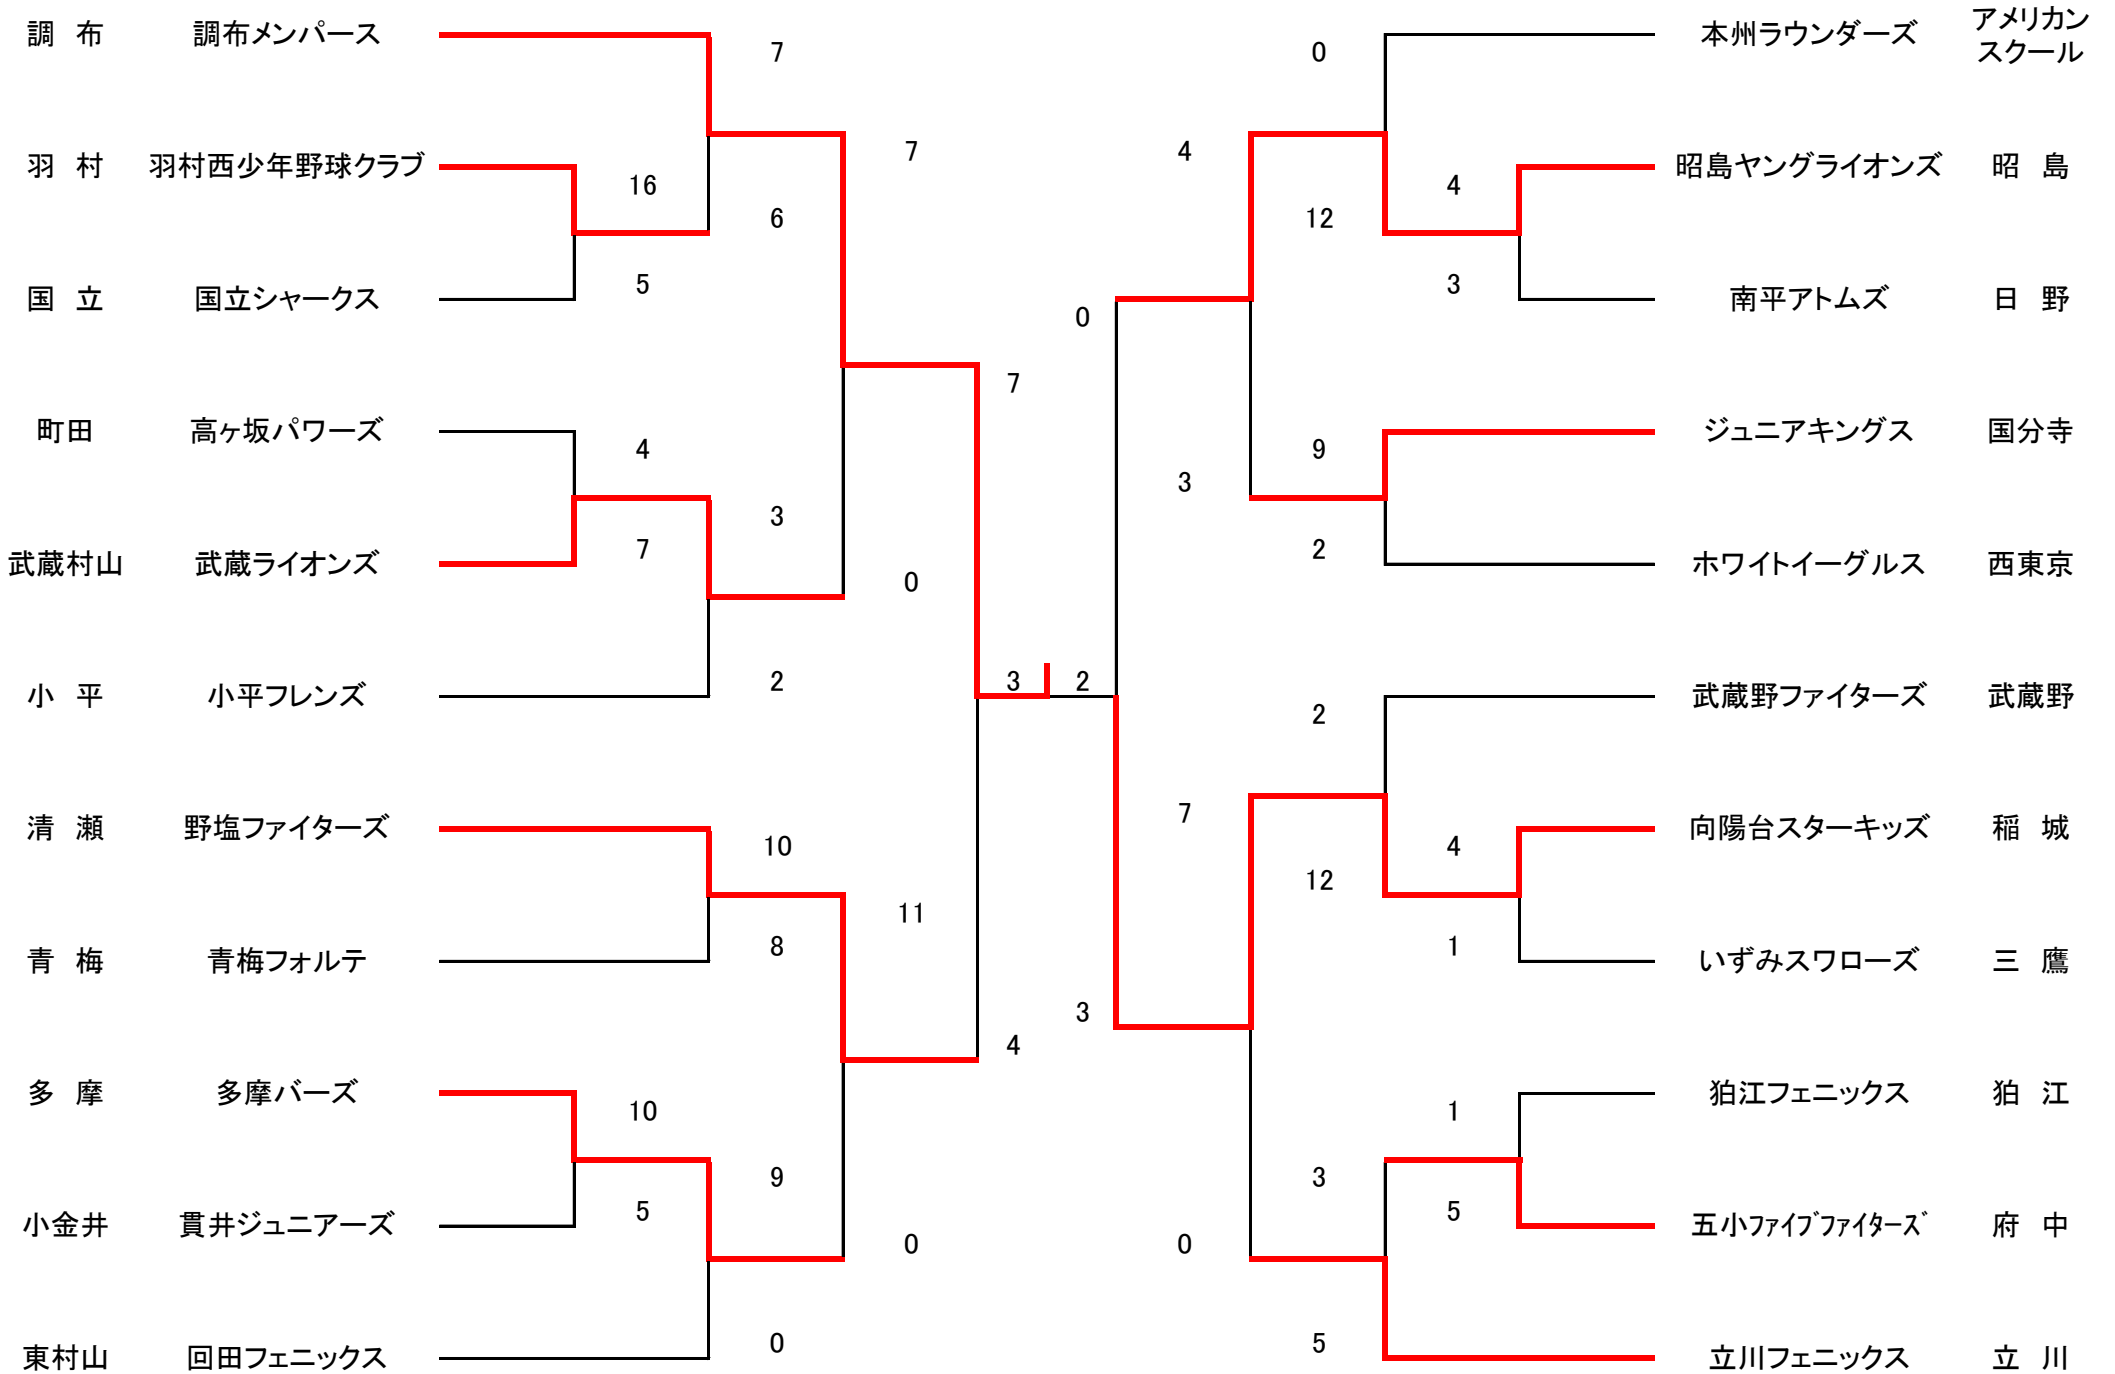 調 布 調布メンパース 7 0 本州ラウンダーズ アメリカン
スクール
7 4
羽 村 羽村西少年野球クラブ 16 4 昭島ヤングライオンズ 昭 島
6 12
国 立 国立シャークス 5 3 南平アトムズ 日 野
0
7
町田 高ヶ坂パワーズ 4 9 ジュニアキングス 国分寺
3
3
武蔵村山 武蔵ライオンズ 7 2 ホワイトイーグルス 西東京
0
小 平 小平フレンズ 2 3 2 2 武蔵野ファイターズ 武蔵野
7
清 瀬 野塩ファイターズ 10 4 向陽台スターキッズ 稲 城
12
11
青 梅 青梅フォルテ 8 1 いずみスワローズ 三 鷹
3
4
多 摩 多摩バーズ 10 1 狛江フェニックス 狛 江
9 3
小金井 貫井ジュニアーズ 5 5 五小ファイブファイターズ 府 中
0 0
東村山 回田フェニックス 0 5 立川フェニックス 立 川